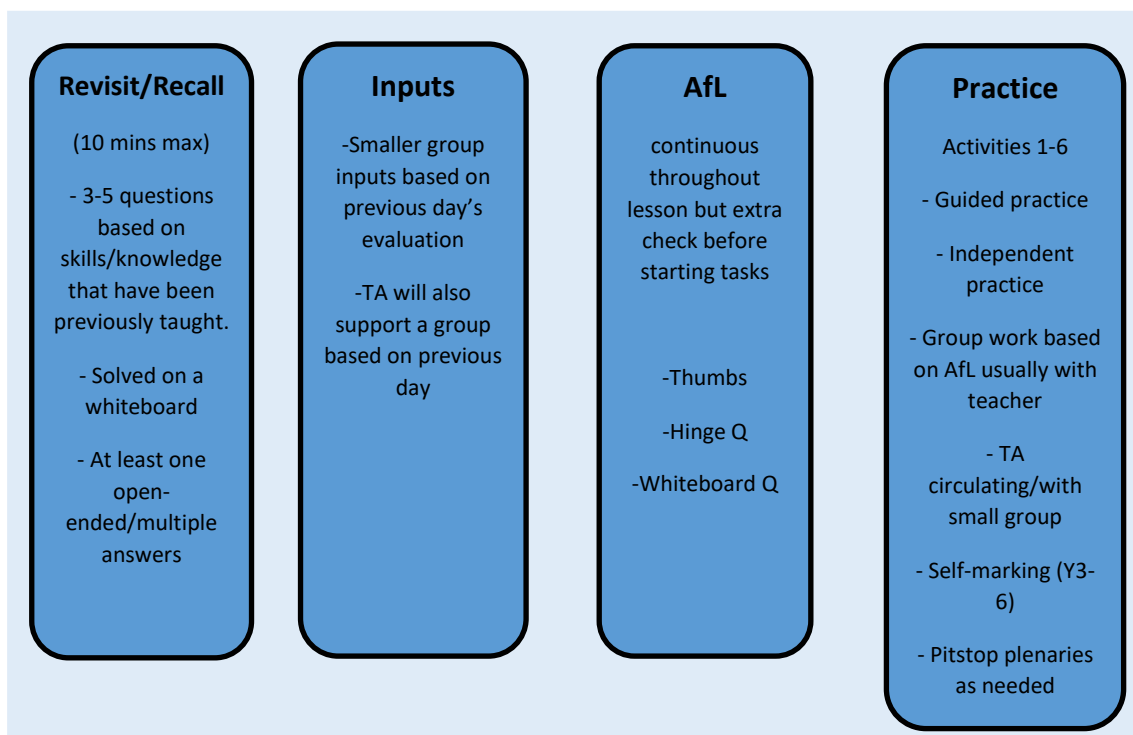 Revisit/Recall
(10 mins max)
- 3-5 questions
based on
skills/knowledge
that have been
previously taught.
- Solved on a
whiteboard
- At least one
open-
ended/multiple
answers
Inputs
-Smaller group
inputs based on
previous day’s
evaluation
-TA will also
support a group
based on previous
day
AfL
continuous
throughout
lesson but extra
check before
starting tasks
-Thumbs
-Hinge Q
-Whiteboard Q
Practice
Activities 1-6
- Guided practice
- Independent
practice
- Group work based
on AfL usually with
teacher
- TA
circulating/with
small group
- Self-marking (Y3-
6)
- Pitstop plenaries
as needed